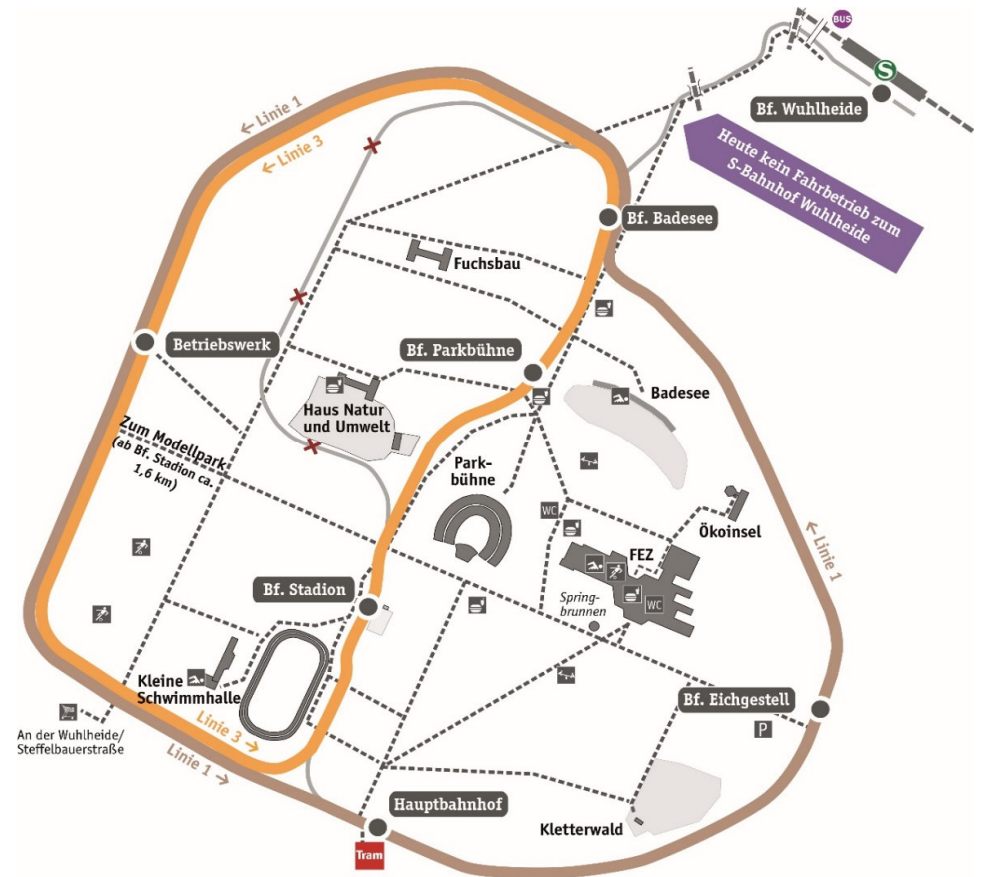 BUS
S
Bf. Wuhlheide
← Linie 1
← Linie 3
Heute kein Fahrbetrieb zum
S-Bahnhof Wuhlheide
Bf. Badesee
Fuchsbau
Betriebswerk
Bf. Parkbühne
Badesee
Haus Natur
und Umwelt
Zum Modellpark
(ab Bf. Stadion ca.
1,6 km)
Park-
bühne
WC
Ökoinsel
FEZ
← Linie 1
Bf. Stadion
Spring-
brunnen
WC
Kleine
Schwimmhalle
Bf. Eichgestell
P
An der Wuhlheide/
Steffelbauerstraße
Linie 3 →
Linie 1 →
Hauptbahnhof
Kletterwald
Tram